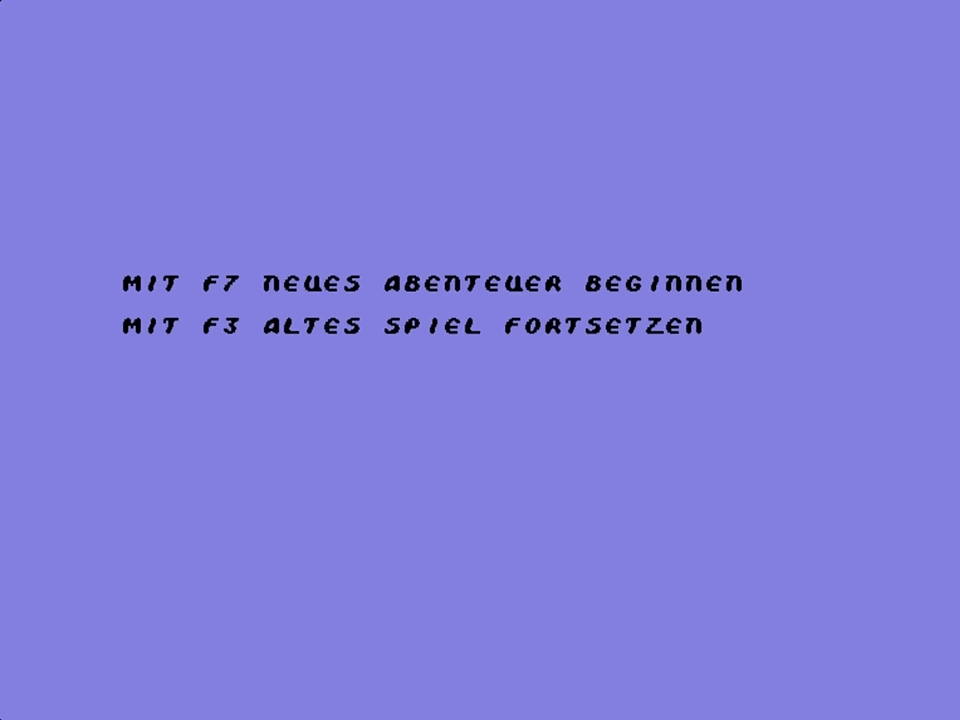 MIT F7 NEUES ABENTEUER BEGINNEN
MIT F3 ALTES SPIEL FORTSETZEN